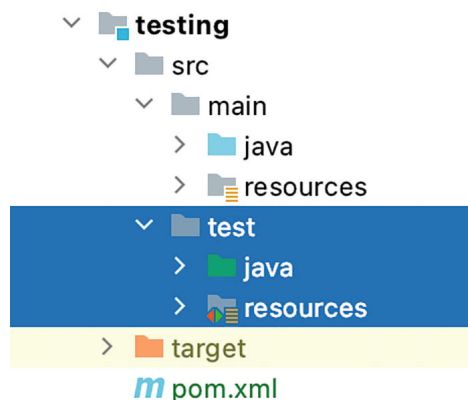 testing
src
main
java
resources
test
java
resources
target
m pom.xml